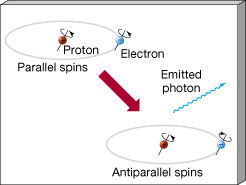 Proton
Electron
Parallel spins
Emitted
photon
Antiparallel spins